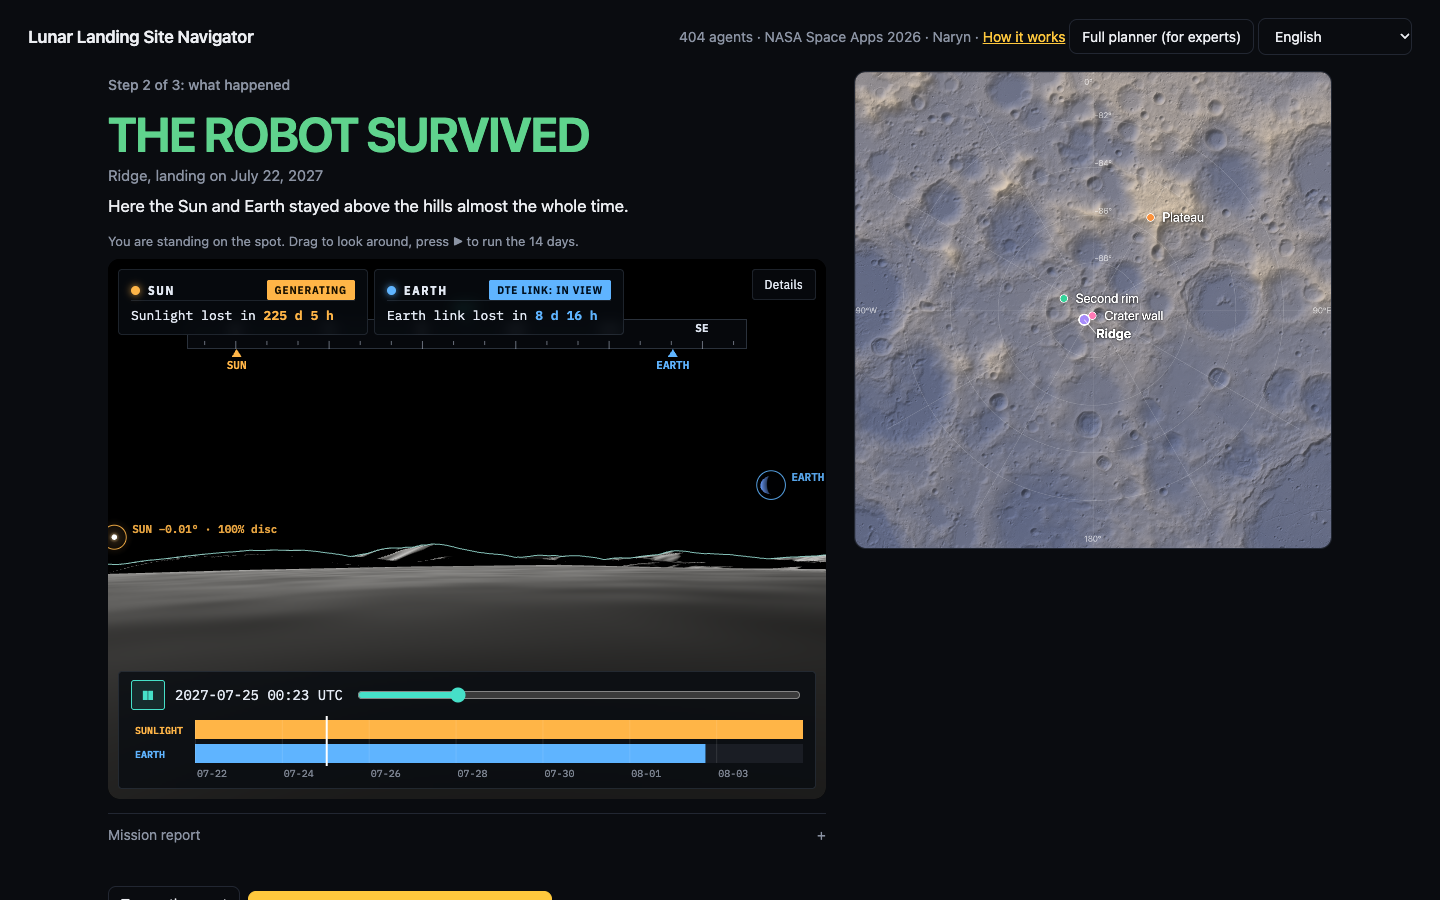 Lunar Landing Site Navigator
404 agents · NASA Space Apps 2026 · Naryn · How it works
Full planner (for experts)
English
Step 2 of 3: what happened
THE ROBOT SURVIVED
Ridge, landing on July 22, 2027
Here the Sun and Earth stayed above the hills almost the whole time.
You are standing on the spot. Drag to look around, press ▶ to run the 14 days.
SUN
GENERATING
Sunlight lost in 225 d 5 h
EARTH
DTE LINK: IN VIEW
Earth link lost in 8 d 16 h
Details
SE
SUN
EARTH
EARTH
SUN −0.01° · 100% disc
2027-07-25 00:23 UTC
SUNLIGHT
EARTH
07-22 07-24 07-26 07-28 07-30 08-01 08-03
Mission report +
0°
-82°
-84°
-86°
Plateau
-88°
Second rim
90°W
Crater wall
90°E
Ridge
180°